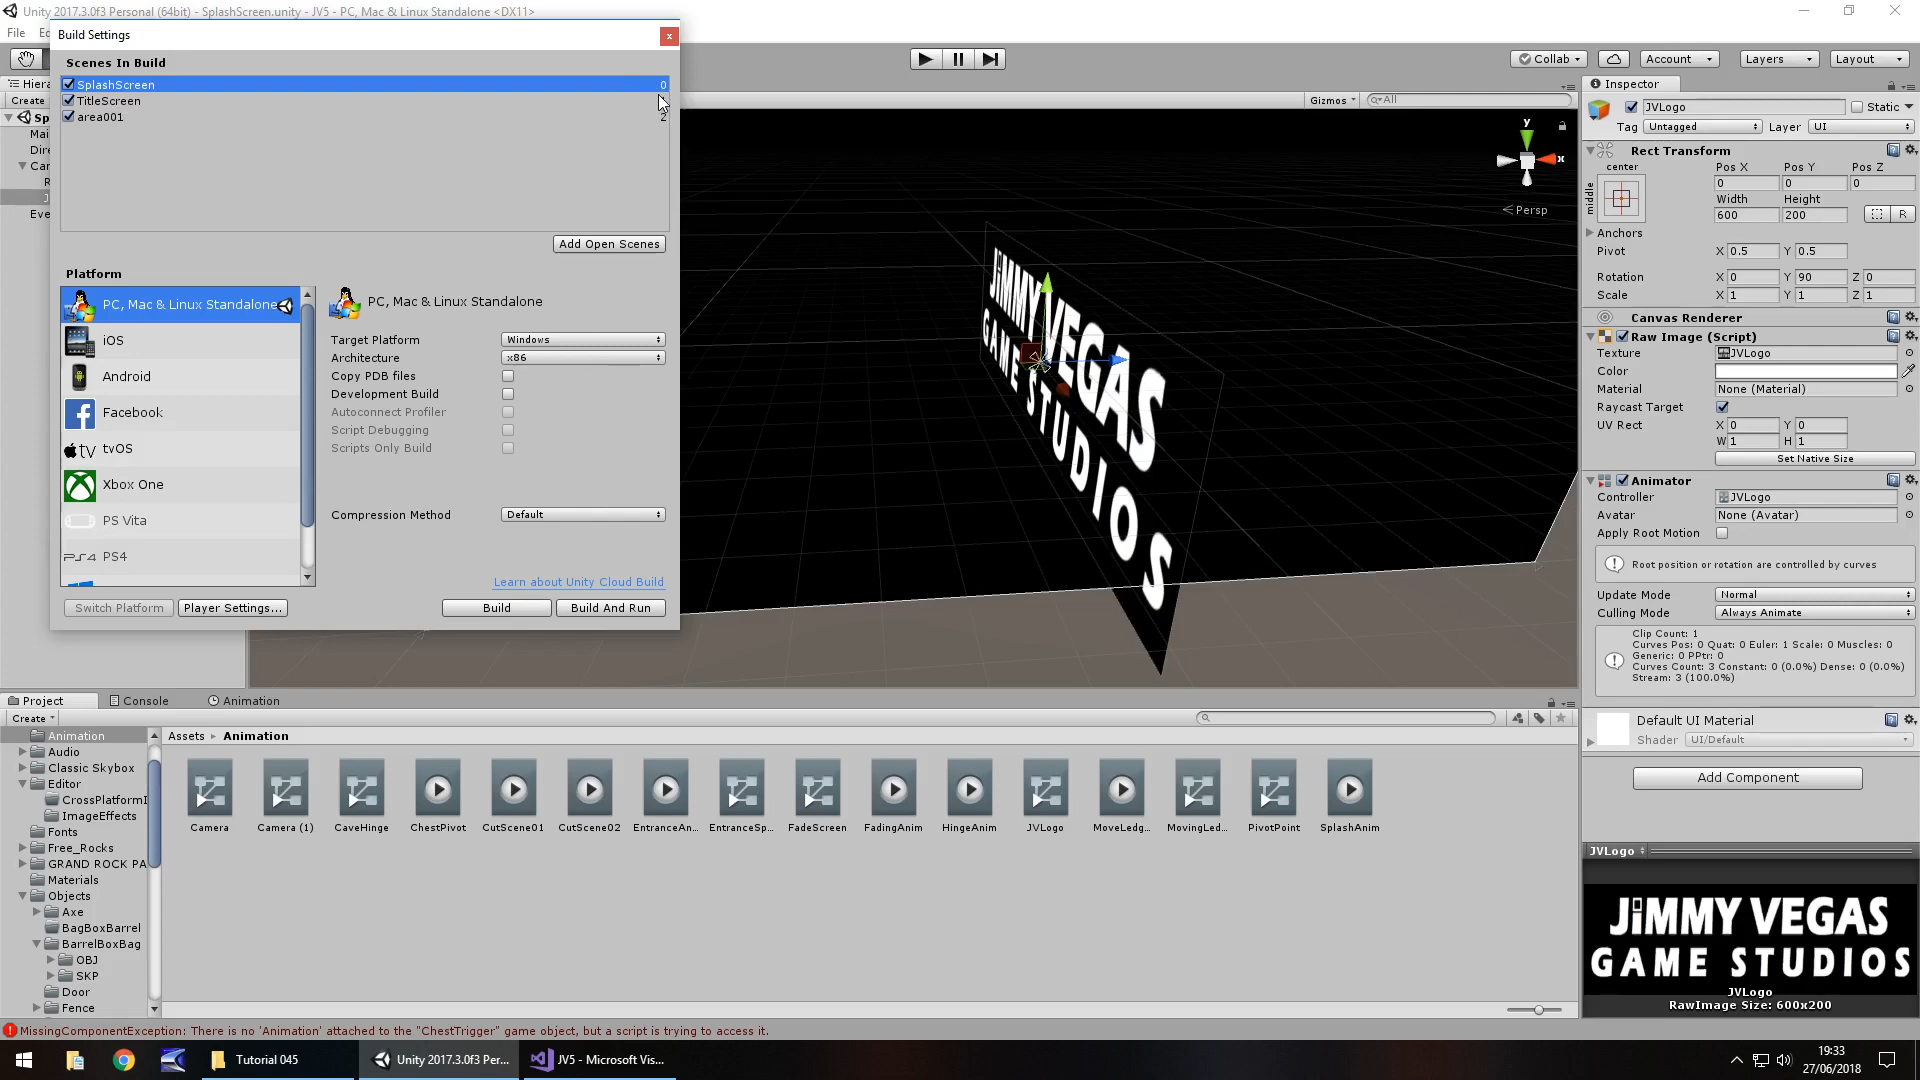 Unity 2017.3.0f3 Personal (64bit) - SplashScreen.unity - JV5 - PC, Mac & Linux Standalone <DX11>
File
Build Settings
Scenes In Build
SplashScreen 0
TitleScreen
area001 2
Add Open Scenes
Platform
PC, Mac & Linux Standalone
iOS
Android
Facebook
tv tvOS
Xbox One
PS Vita
PS4
Switch Platform
Player Settings...
PC, Mac & Linux Standalone
Target Platform Windows
Architecture x86
Copy PDB files
Development Build
Autoconnect Profiler
Script Debugging
Scripts Only Build
Compression Method Default
Learn about Unity Cloud Build
Build
Build And Run
Create
Collab
Account
Layers
Layout
Gizmos
All
y
x
Persp
JIMMY VEGAS
GAME STUDIOS
Inspector
JVLogo Static
Tag Untagged Layer UI
Rect Transform
center
middle
Pos X Pos Y Pos Z
0 0 0
Width Height
600 200
R
Anchors
Pivot X 0.5 Y 0.5
Rotation X 0 Y 90 Z 0
Scale X 1 Y 1 Z 1
Canvas Renderer
Raw Image (Script)
Texture JVLogo
Color
Material None (Material)
Raycast Target
UV Rect X 0 Y 0
W 1 H 1
Set Native Size
Animator
Controller JVLogo
Avatar None (Avatar)
Apply Root Motion
Root position or rotation are controlled by curves
Update Mode Normal
Culling Mode Always Animate
Clip Count: 1
Curves Pos: 0 Quat: 0 Euler: 1 Scale: 0 Muscles: 0
Generic: 0 PPtr: 0
Curves Count: 3 Constant: 0 (0.0%) Dense: 0 (0.0%)
Stream: 3 (100.0%)
Default UI Material
Shader UI/Default
Add Component
JVLogo
JIMMY VEGAS
GAME STUDIOS
JVLogo
RawImage Size: 600x200
Project
Console
Animation
Create
Animation
Audio
Classic Skybox
Editor
CrossPlatformI
ImageEffects
Fonts
Free_Rocks
GRAND ROCK PA
Materials
Objects
Axe
BagBoxBarrel
BarrelBoxBag
OBJ
SKP
Door
Fence
Assets Animation
Camera
Camera (1)
CaveHinge
ChestPivot
CutScene01
CutScene02
EntranceAn...
EntranceSp...
FadeScreen
FadingAnim
HingeAnim
JVLogo
MoveLedg...
MovingLed...
PivotPoint
SplashAnim
MissingComponentException: There is no 'Animation' attached to the "ChestTrigger" game object, but a script is trying to access it.
Tutorial 045
Unity 2017.3.0f3 Per...
JV5 - Microsoft Vis...
19:33
27/06/2018